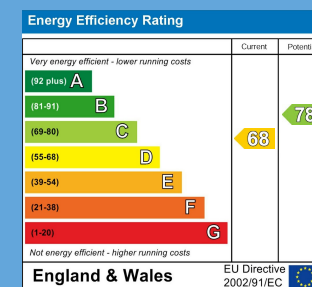 Energy Efficiency Rating
Current
Very energy efficient - lower running costs
(92 plus) A
(81-91) B
78
(69-80) C
68
(55-68) D
(39-54) E
(21-38) F
(1-20) G
Not energy efficient - higher running costs
England & Wales
EU Directive
2002/91/EC